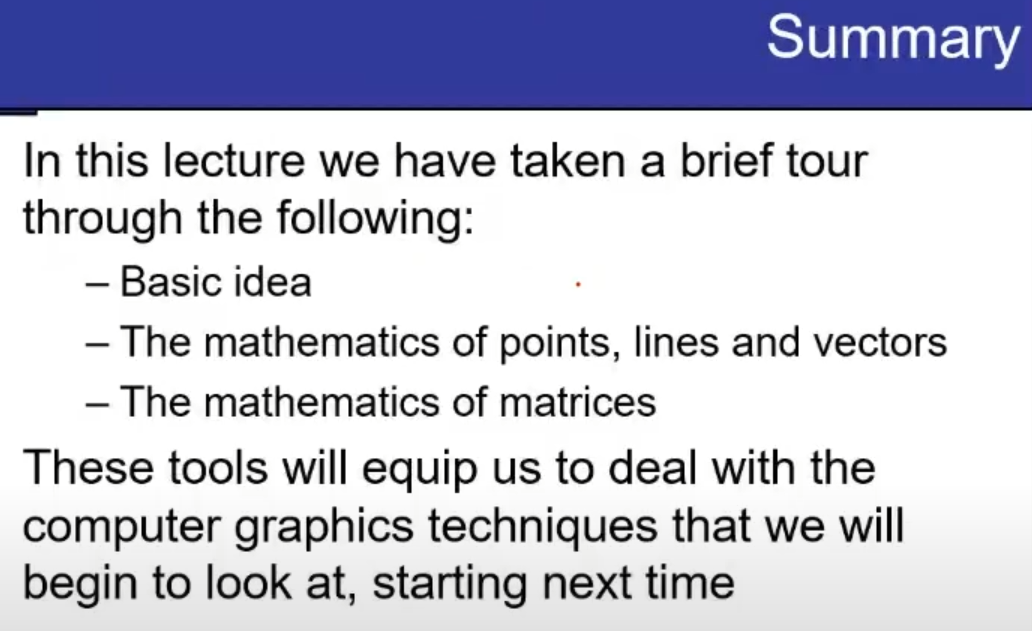 Summary
In this lecture we have taken a brief tour
through the following:
– Basic idea
– The mathematics of points, lines and vectors
– The mathematics of matrices
These tools will equip us to deal with the
computer graphics techniques that we will
begin to look at, starting next time